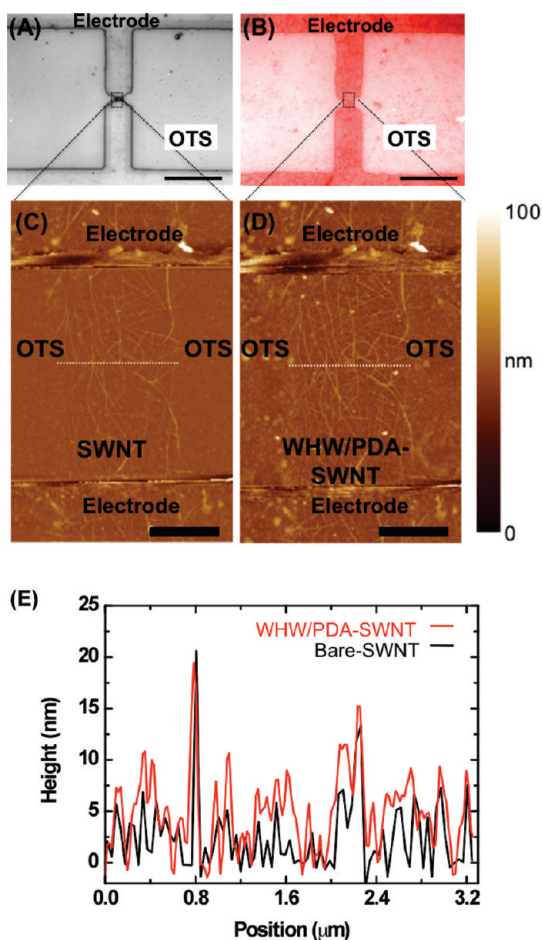 (A) Electrode
OTS
(B) Electrode
OTS
(C) Electrode
OTS OTS
SWNT
Electrode
(D) Electrode
OTS
WHW/PDA-
SWNT
Electrode
100
nm
0
(E)
WHW/PDA-SWNT
Bare-SWNT
Height (nm)
25
20
15
10
5
0
0.0 0.8 1.6 2.4 3.2
Position (μm)